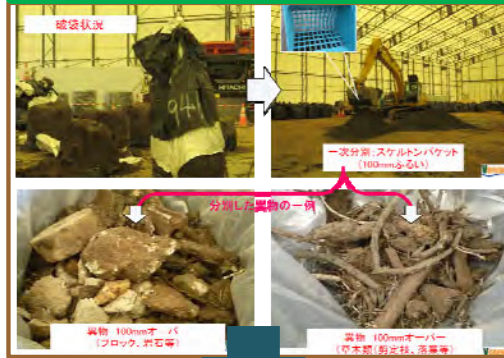 破袋状況
94
HITACHI
一次分別:スケルトンバケット
(100mmふるい)
分別した異物の一例
異物 100mmオーバー
(ブロック、岩石等)
異物 100mmオーバー
(草木類(剪定枝、落葉等)